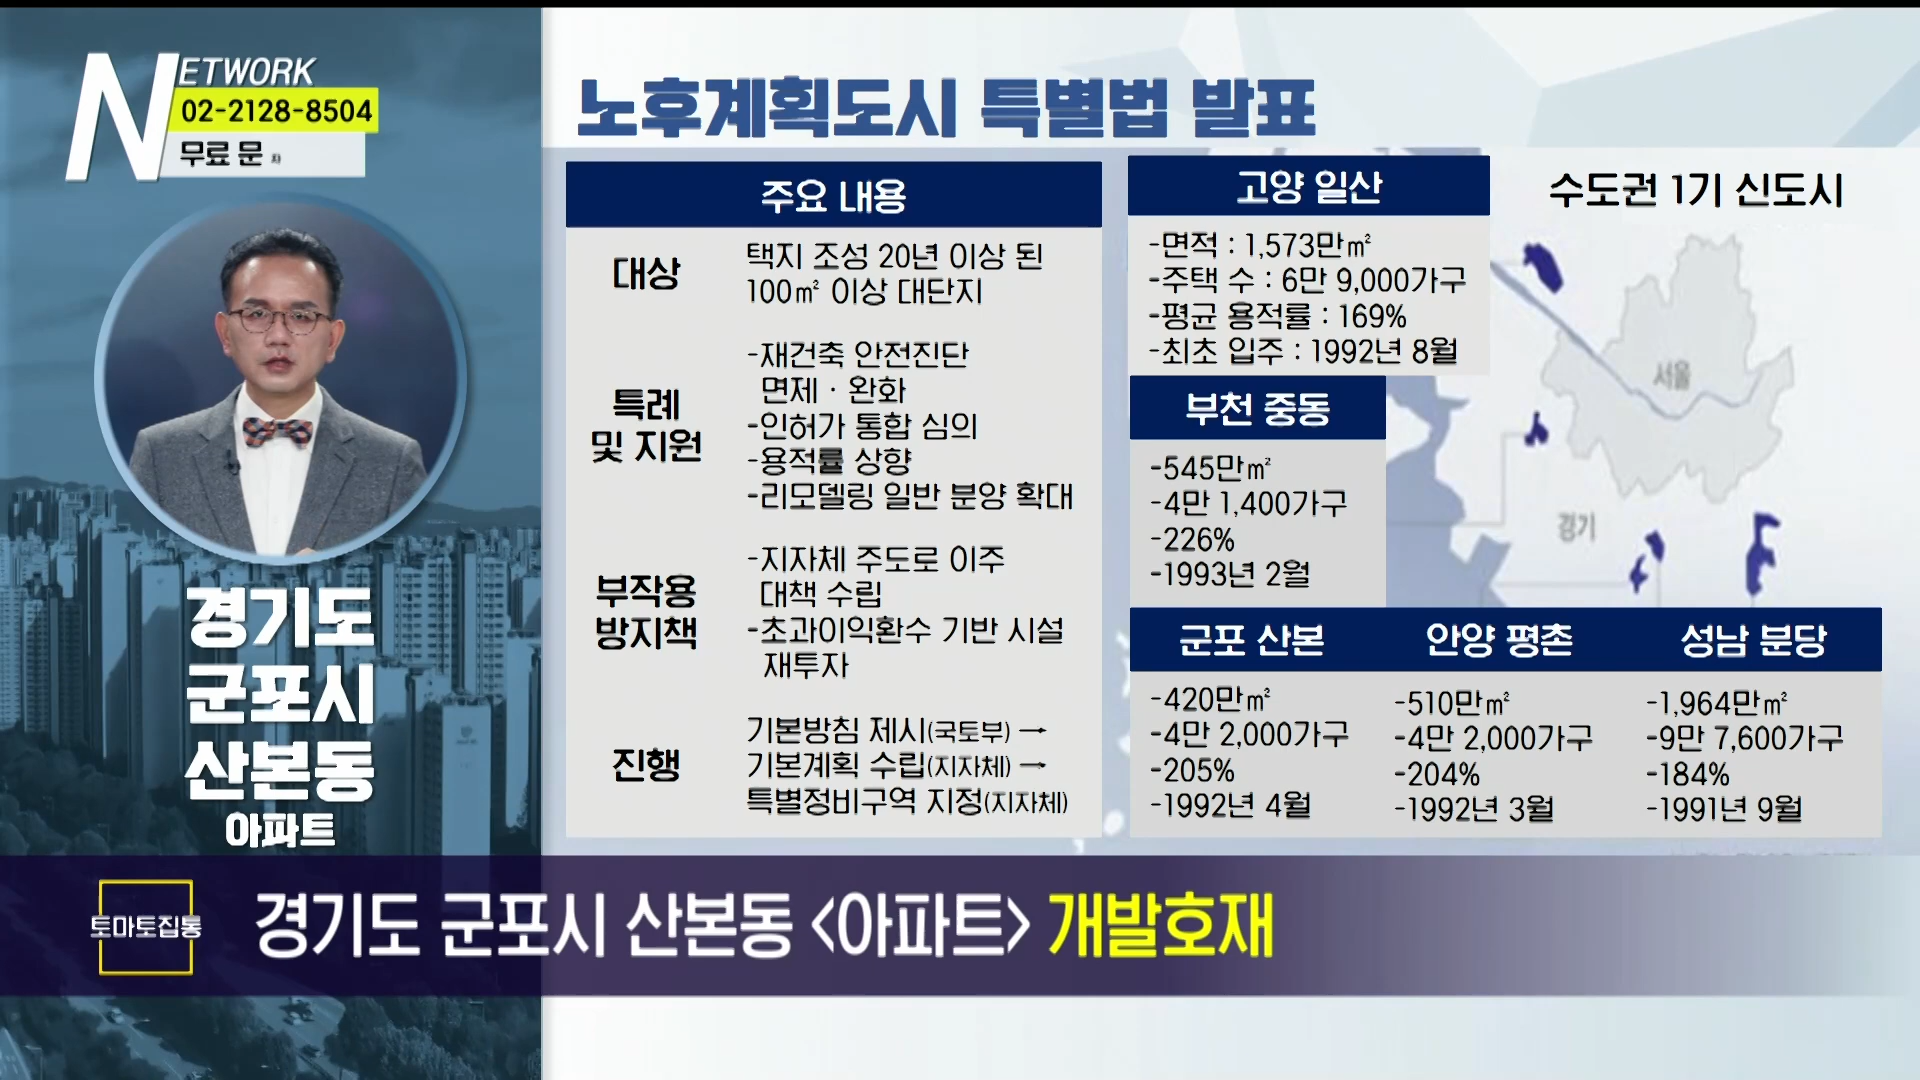 NETWORK
02-2128-8504
무료 문자
노후계획도시 특별법 발표
주요 내용
대상
택지 조성 20년 이상 된
100㎡ 이상 대단지
특례
및 지원
-재건축 안전진단
면제 · 완화
-인허가 통합 심의
-용적률 상향
-리모델링 일반 분양 확대
부작용
방지책
-지자체 주도로 이주
대책 수립
-초과이익환수 기반 시설
재투자
진행
기본방침 제시(국토부) →
기본계획 수립(지자체) →
특별정비구역 지정(지자체)
고양 일산
-면적 : 1,573만㎡
-주택 수 : 6만 9,000가구
-평균 용적률 : 169%
-최초 입주 : 1992년 8월
수도권 1기 신도시
서울
경기
부천 중동
-545만㎡
-4만 1,400가구
-226%
-1993년 2월
군포 산본
-420만㎡
-4만 2,000가구
-205%
-1992년 4월
안양 평촌
-510만㎡
-4만 2,000가구
-204%
-1992년 3월
성남 분당
-1,964만㎡
-9만 7,600가구
-184%
-1991년 9월
경기도
군포시
산본동
아파트
토마토집통
경기도 군포시 산본동 <아파트> 개발호재